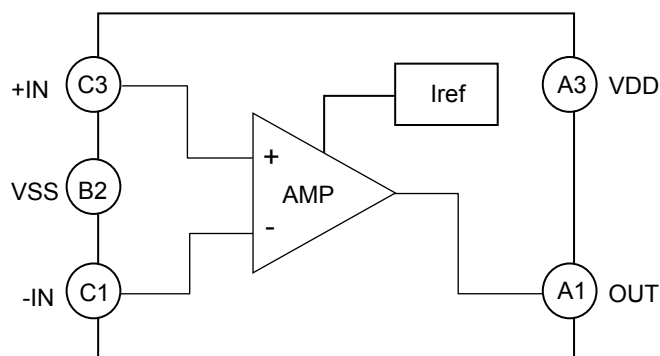 +IN C3 Iref A3 VDD
+
VSS B2 AMP
-
-IN C1 A1 OUT